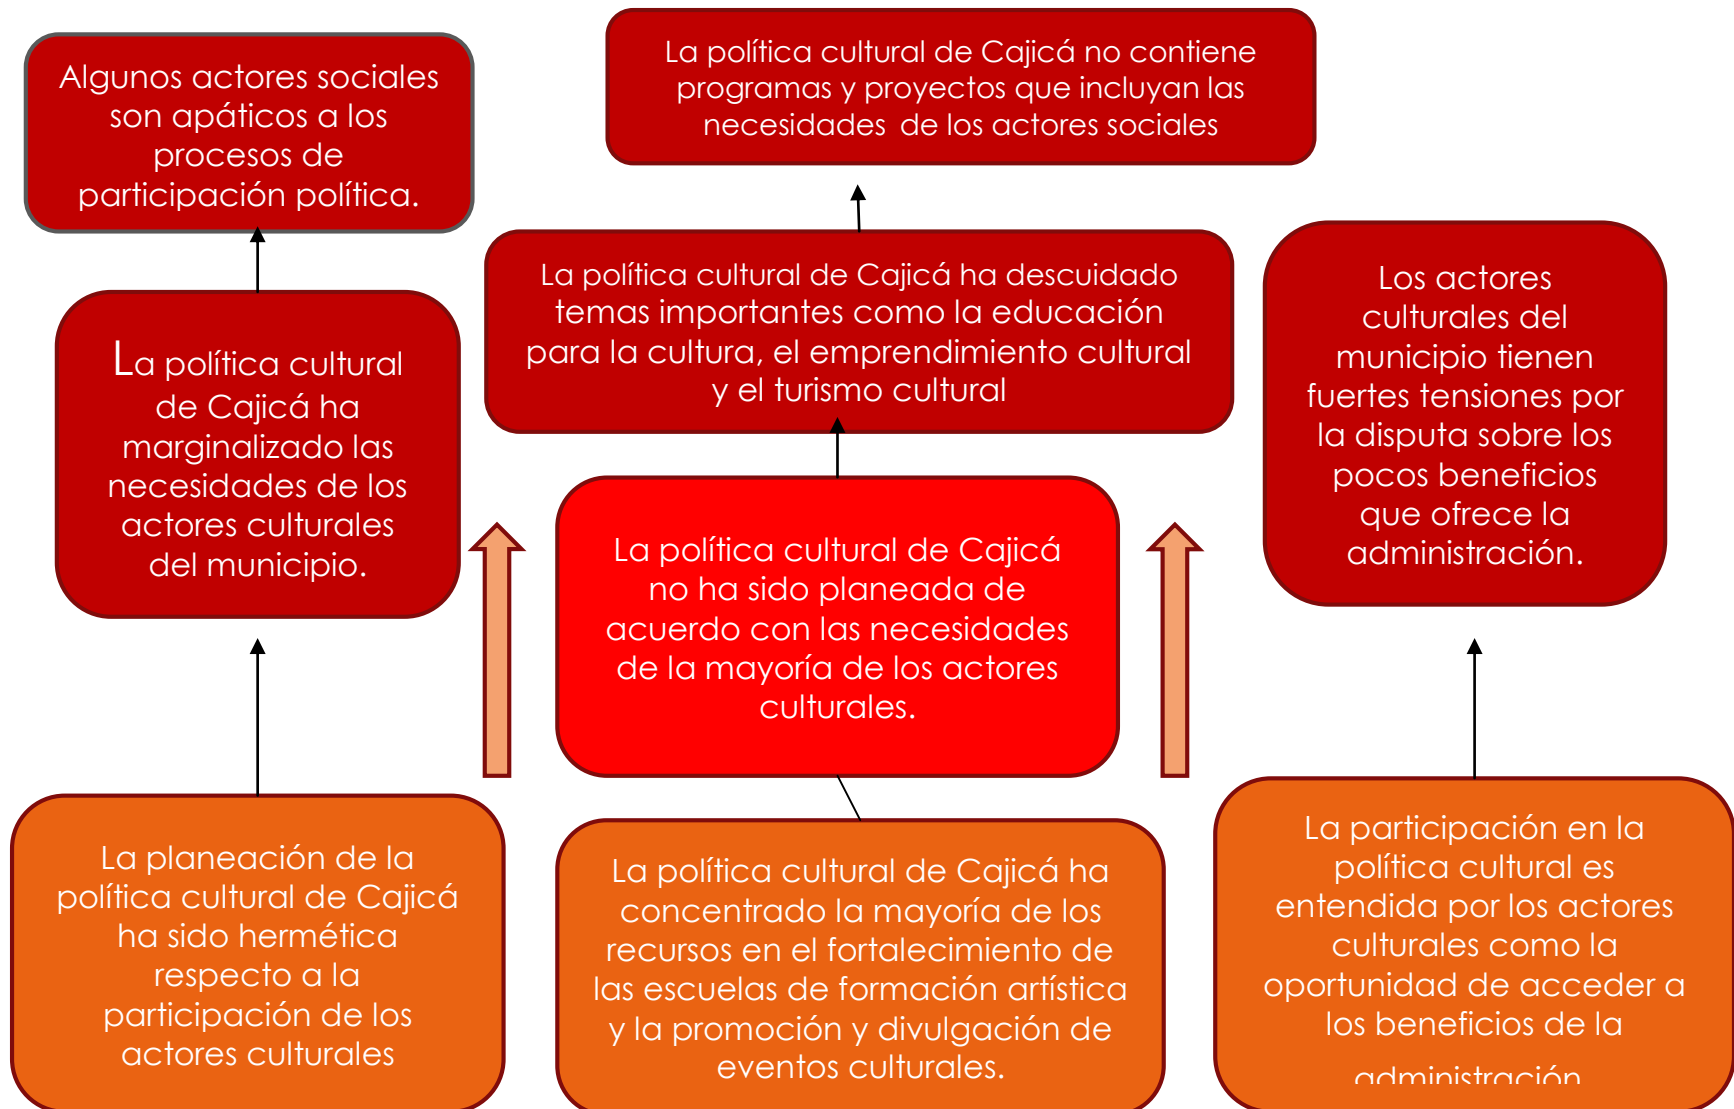 Algunos actores sociales
son apáticos a los
procesos de
participación política.
La política cultural de Cajicá no contiene
programas y proyectos que incluyan las
necesidades de los actores sociales
La política cultural de Cajicá ha descuidado
temas importantes como la educación
para la cultura, el emprendimiento cultural
y el turismo cultural
Los actores
culturales del
municipio tienen
fuertes tensiones por
la disputa sobre los
pocos beneficios
que ofrece la
administración.
La política cultural
de Cajicá ha
marginalizado las
necesidades de los
actores culturales
del municipio.
La política cultural de Cajicá
no ha sido planeada de
acuerdo con las necesidades
de la mayoría de los actores
culturales.
La planeación de la
política cultural de Cajicá
ha sido hermética
respecto a la
participación de los
actores culturales
La política cultural de Cajicá ha
concentrado la mayoría de los
recursos en el fortalecimiento de
las escuelas de formación artística
y la promoción y divulgación de
eventos culturales.
La participación en la
política cultural es
entendida por los actores
culturales como la
oportunidad de acceder a
los beneficios de la
administración